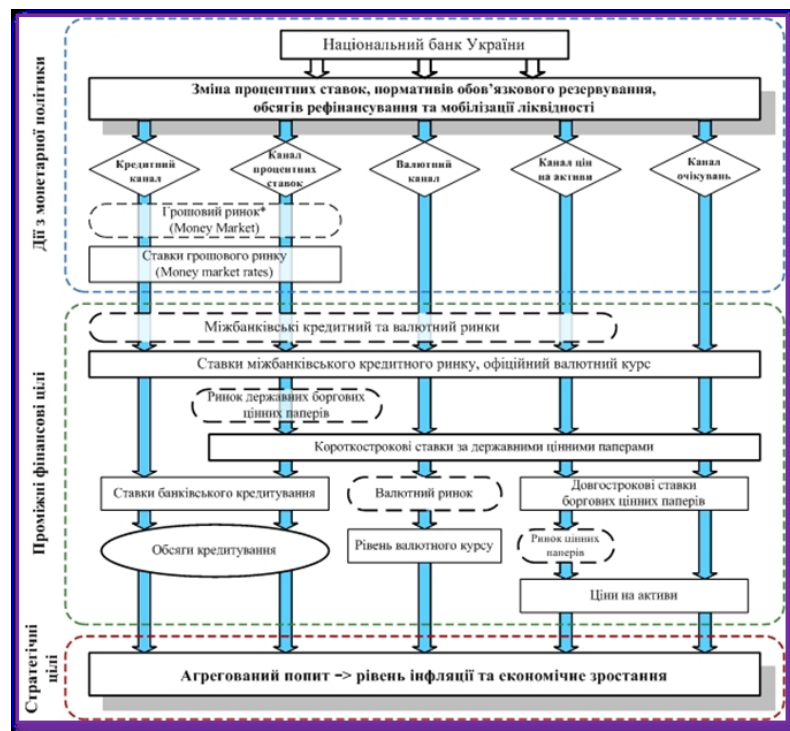 Дії з монетарної політики
Національний банк України
Зміна процентних ставок, нормативів обов’язкового резервування,
обсягів рефінансування та мобілізації ліквідності
Кредитний
канал
Канал
процентних
ставок
Валютний
канал
Канал цін
на активи
Канал
очікувань
Грошовий ринок*
(Money Market)
Ставки грошового ринку
(Money market rates)
Проміжні фінансові цілі
Міжбанківські кредитний та валютний ринки
Ставки міжбанківського кредитного ринку, офіційний валютний курс
Ринок державних боргових
цінних паперів
Короткострокові ставки за державними цінними паперами
Ставки банківського кредитування
Валютний ринок
Довгострокові ставки
боргових цінних паперів
Обсяги кредитування
Рівень валютного курсу
Ринок цінних
паперів
Ціни на активи
Стратегічні
цілі
Агрегований попит −> рівень інфляції та економічне зростання